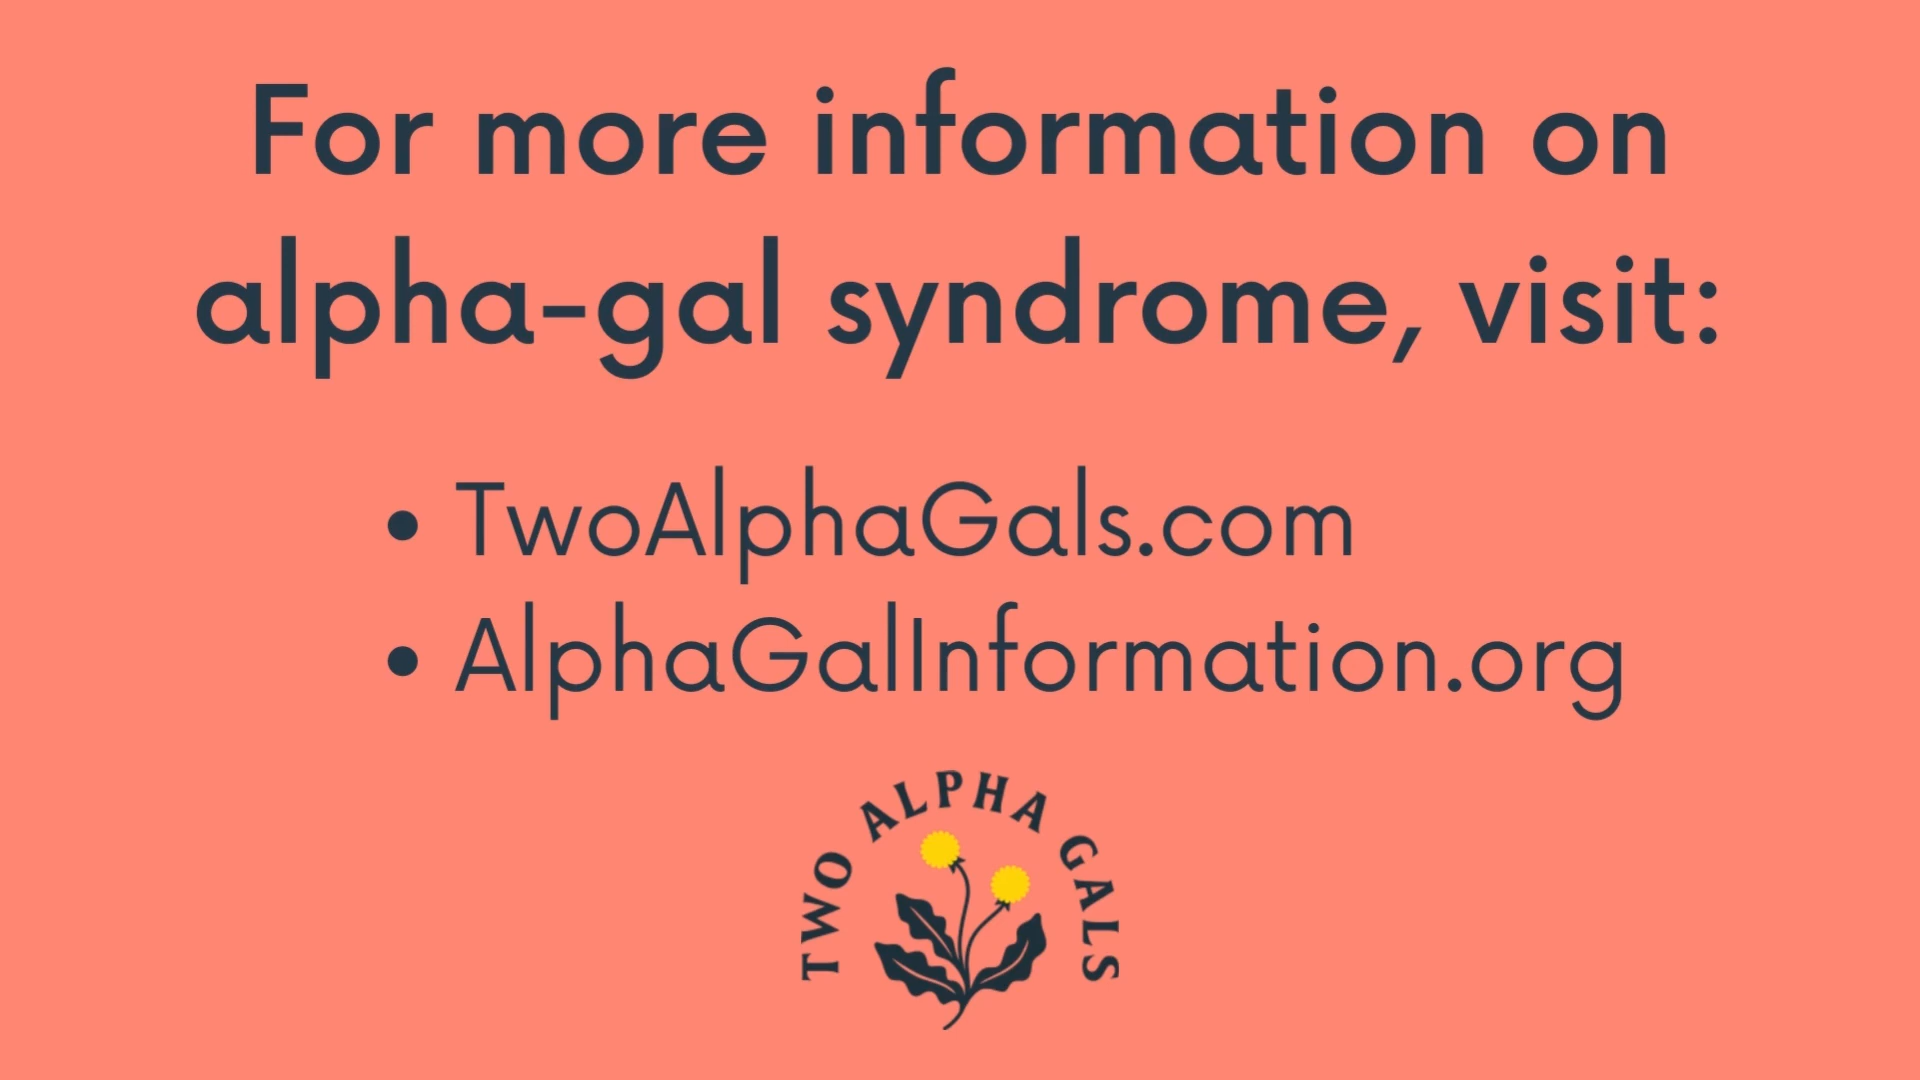 For more information on
alpha-gal syndrome, visit:
• TwoAlphaGals.com
• AlphaGalInformation.org
TWO ALPHA GALS